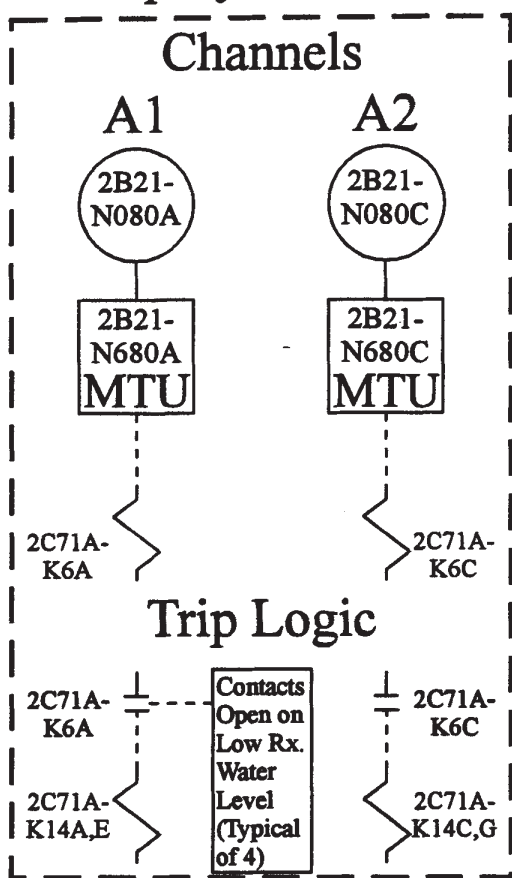 Channels
A1
A2
2B21-
N080A
2B21-
N080C
2B21-
N680A
MTU
2B21-
N680C
MTU
2C71A-
K6A
2C71A-
K6C
Trip Logic
2C71A-
K6A
Contacts
Open on
Low Rx.
Water
Level
(Typical
of 4)
2C71A-
K6C
2C71A-
K14A,E
2C71A-
K14C,G